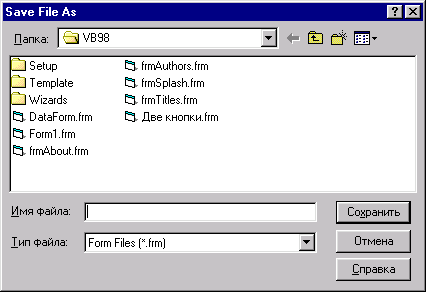 Save File As
Папка: VB98
Setup frmAuthors.frm
Template frmSplash.frm
Wizards frmTitles.frm
DataForm.frm Две кнопки.frm
Form1.frm
frmAbout.frm
Имя файла: Сохранить
Тип файла: Form Files (*.frm) Отмена
Справка